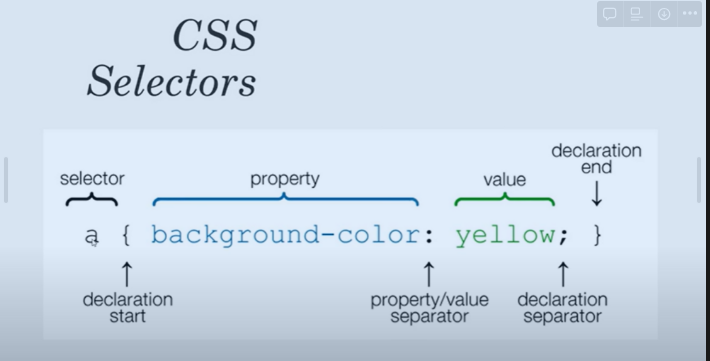 CSS
Selectors
declaration
end
selector property value
a { background-color: yellow; }
declaration
start
property/value
separator
declaration
separator